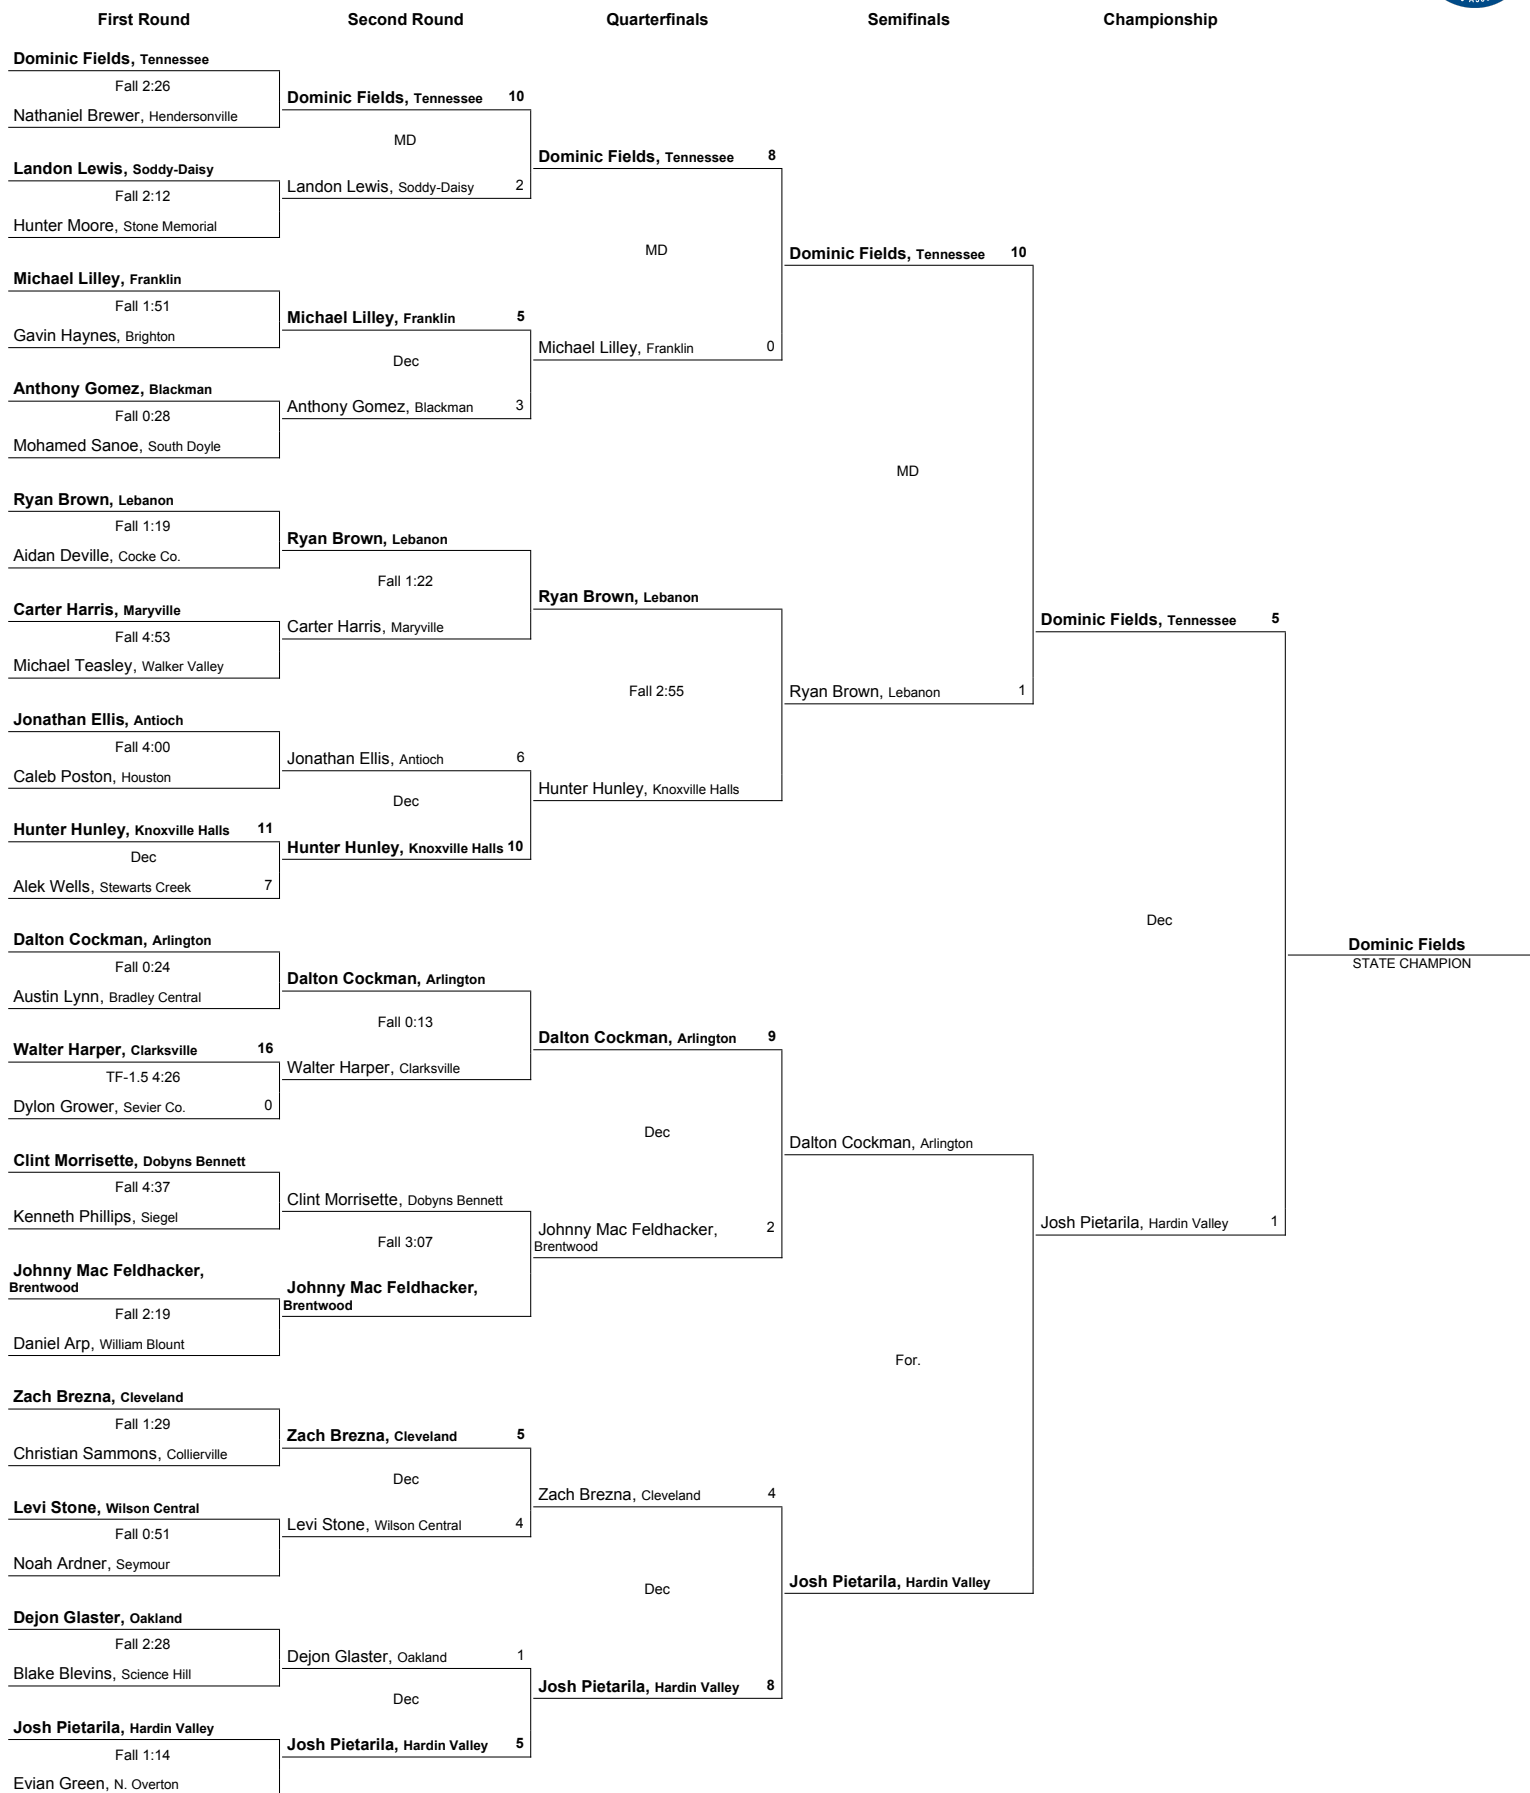 First Round
Second Round
Quarterfinals
Semifinals
Championship
Dominic Fields, Tennessee
Fall 2:26
Nathaniel Brewer, Hendersonville
Landon Lewis, Soddy-Daisy
Fall 2:12
Hunter Moore, Stone Memorial
Michael Lilley, Franklin
Fall 1:51
Gavin Haynes, Brighton
Anthony Gomez, Blackman
Fall 0:28
Mohamed Sanoe, South Doyle
Ryan Brown, Lebanon
Fall 1:19
Aidan Deville, Cocke Co.
Carter Harris, Maryville
Fall 4:53
Michael Teasley, Walker Valley
Jonathan Ellis, Antioch
Fall 4:00
Caleb Poston, Houston
Hunter Hunley, Knoxville Halls 11
Dec
Alek Wells, Stewarts Creek 7
Dalton Cockman, Arlington
Fall 0:24
Austin Lynn, Bradley Central
Walter Harper, Clarksville 16
TF-1.5 4:26
Dylon Grower, Sevier Co. 0
Clint Morrisette, Dobyns Bennett
Fall 4:37
Kenneth Phillips, Siegel
Johnny Mac Feldhacker,
Brentwood
Fall 2:19
Daniel Arp, William Blount
Zach Brezna, Cleveland
Fall 1:29
Christian Sammons, Collierville
Levi Stone, Wilson Central
Fall 0:51
Noah Ardner, Seymour
Dejon Glaster, Oakland
Fall 2:28
Blake Blevins, Science Hill
Josh Pietarila, Hardin Valley
Fall 1:14
Evian Green, N. Overton
Dominic Fields, Tennessee 10
MD
Landon Lewis, Soddy-Daisy 2
Michael Lilley, Franklin 5
Dec
Anthony Gomez, Blackman 3
Ryan Brown, Lebanon
Fall 1:22
Carter Harris, Maryville
Jonathan Ellis, Antioch 6
Dec
Hunter Hunley, Knoxville Halls 10
Dalton Cockman, Arlington
Fall 0:13
Walter Harper, Clarksville
Clint Morrisette, Dobyns Bennett
Fall 3:07
Johnny Mac Feldhacker,
Brentwood
Zach Brezna, Cleveland 5
Dec
Levi Stone, Wilson Central 4
Dejon Glaster, Oakland 1
Dec
Josh Pietarila, Hardin Valley 5
Dominic Fields, Tennessee 8
MD
Michael Lilley, Franklin 0
Ryan Brown, Lebanon
Fall 2:55
Hunter Hunley, Knoxville Halls
Dalton Cockman, Arlington 9
Dec
Johnny Mac Feldhacker, 2
Brentwood
Zach Brezna, Cleveland 4
Dec
Josh Pietarila, Hardin Valley 8
Dominic Fields, Tennessee 10
MD
Ryan Brown, Lebanon 1
Dalton Cockman, Arlington
For.
Josh Pietarila, Hardin Valley
Dominic Fields, Tennessee 5
Dec
Josh Pietarila, Hardin Valley 1
Dominic Fields
STATE CHAMPION